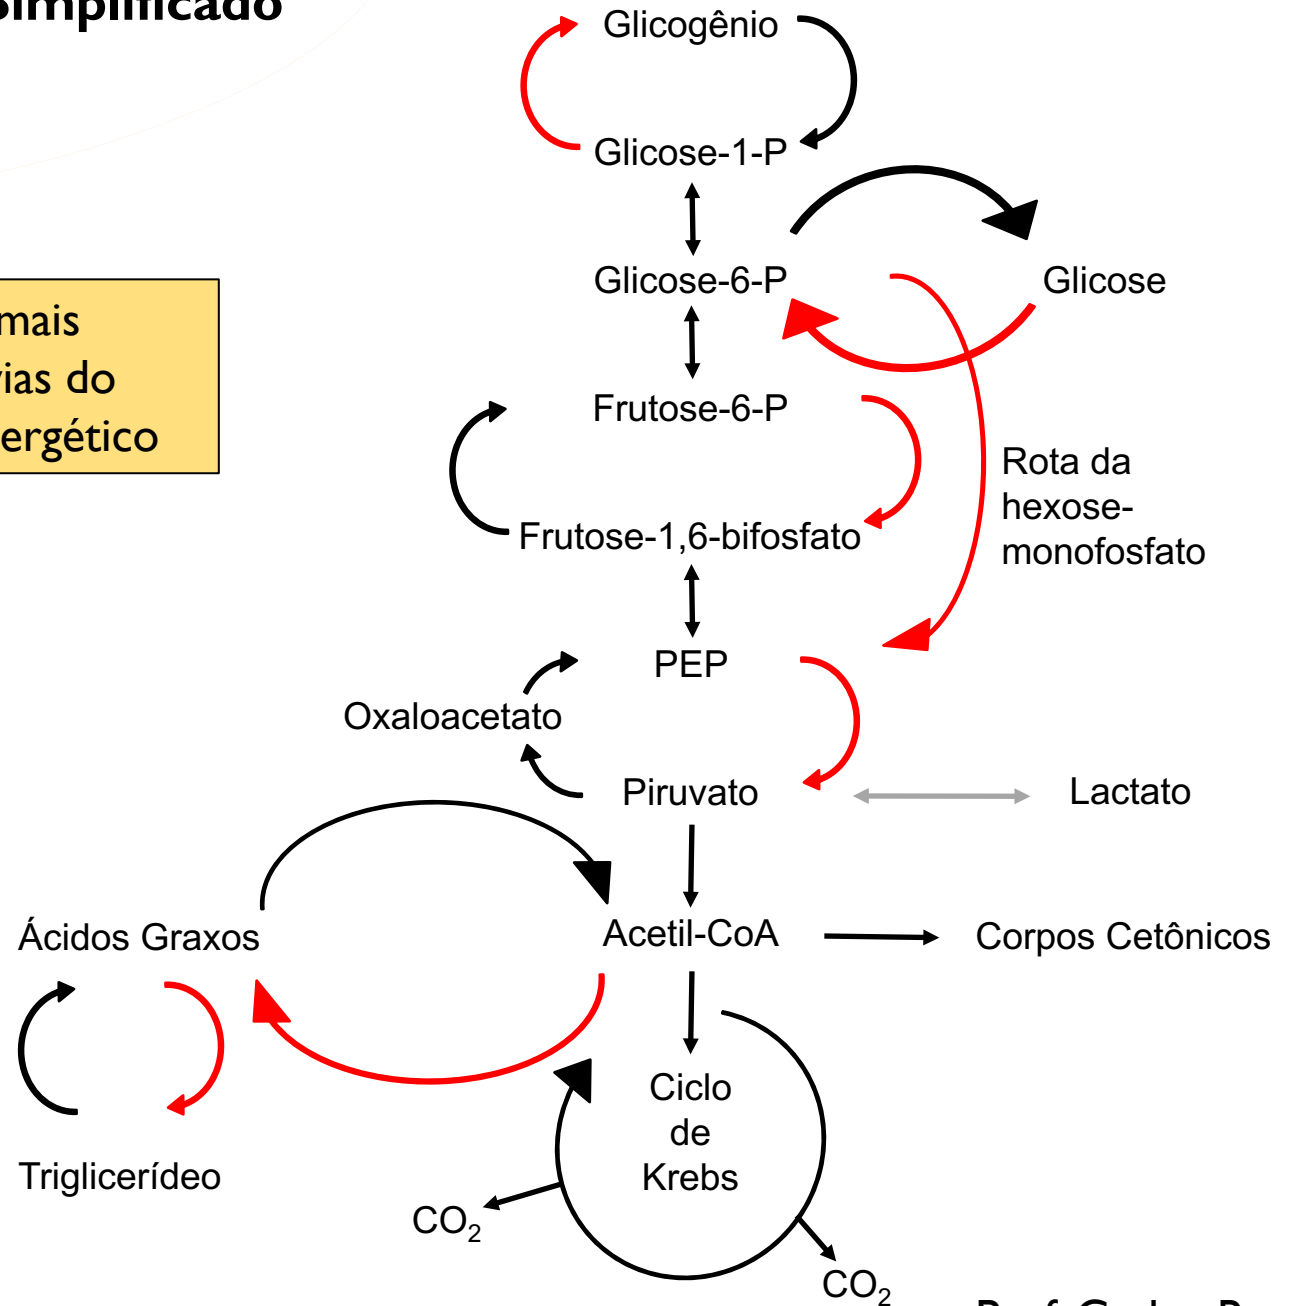 Simplificado
Glicogênio
Glicose-1-P
Glicose-6-P
Glicose
mais
vias do
ergético
Frutose-6-P
Rota da
hexose-
monofosfato
Frutose-1,6-bifosfato
PEP
Oxaloacetato
Piruvato
Lactato
Ácidos Graxos
Acetil-CoA
Corpos Cetônicos
Ciclo
de
Krebs
Triglicerídeo
CO₂
CO₂